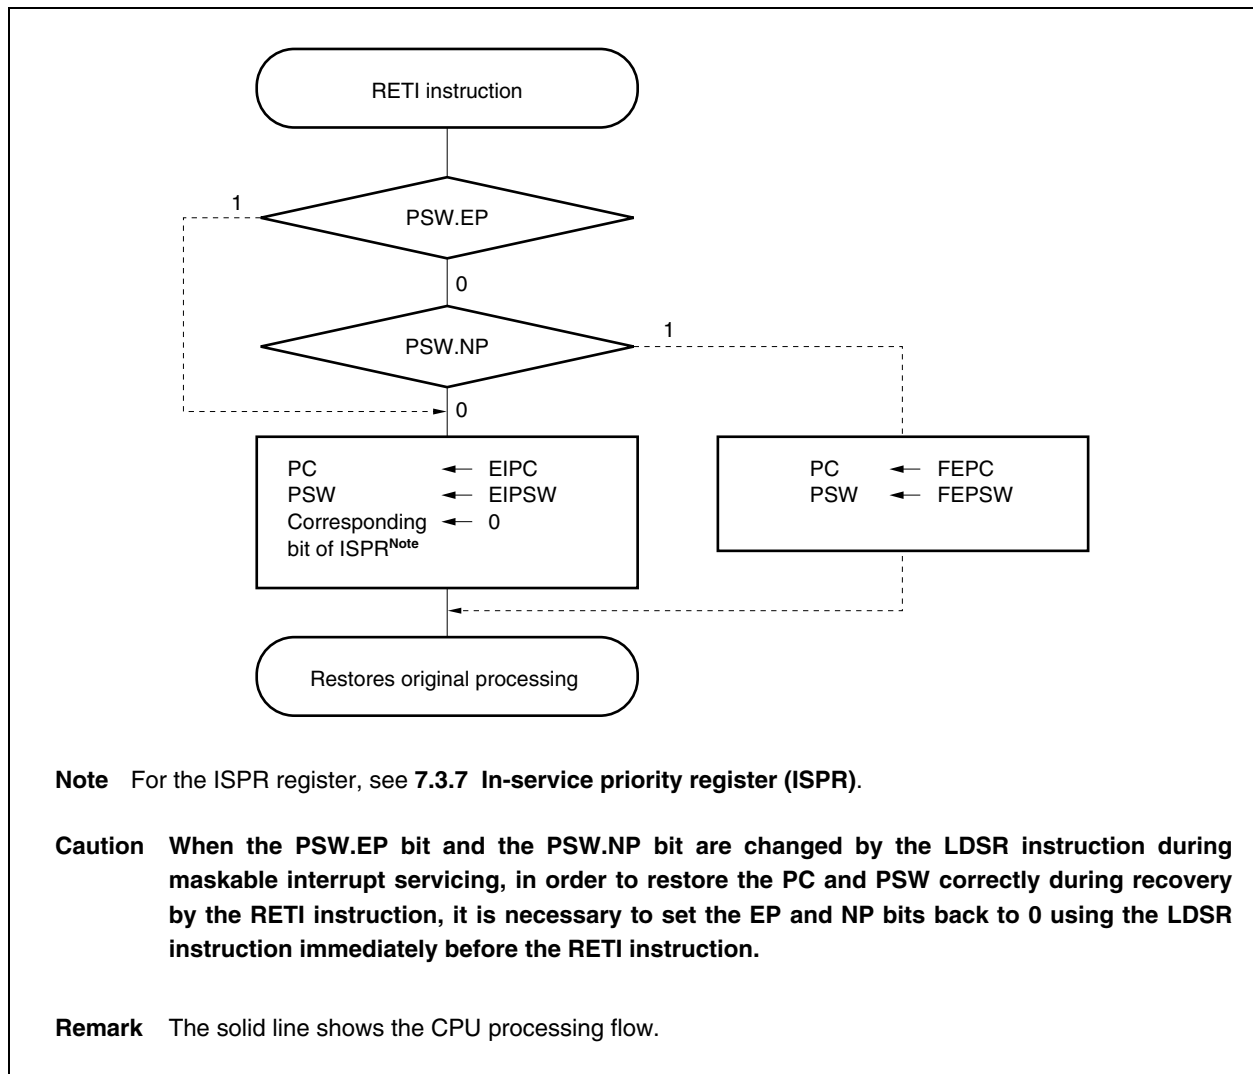 RETI instruction
1
PSW.EP
0
1
PSW.NP
0
PC ← EIPC
PSW ← EIPSW
Corresponding ← 0
bit of ISPRNote
PC ← FEPC
PSW ← FEPSW
Restores original processing
Note For the ISPR register, see 7.3.7 In-service priority register (ISPR).
Caution When the PSW.EP bit and the PSW.NP bit are changed by the LDSR instruction during
maskable interrupt servicing, in order to restore the PC and PSW correctly during recovery
by the RETI instruction, it is necessary to set the EP and NP bits back to 0 using the LDSR
instruction immediately before the RETI instruction.
Remark The solid line shows the CPU processing flow.